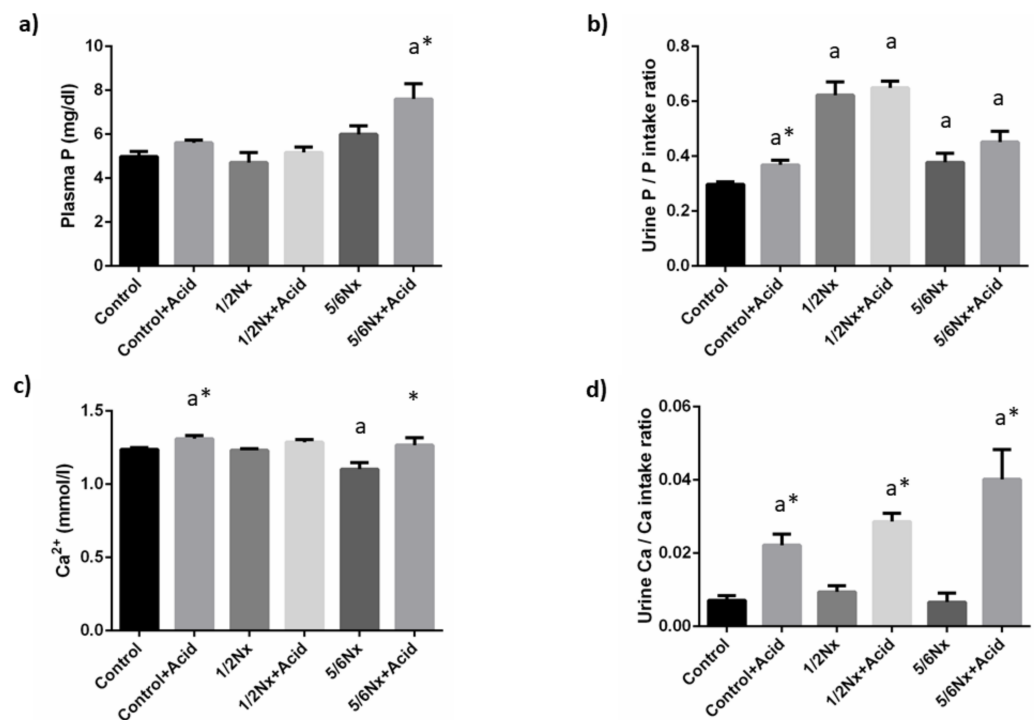 a)
Plasma P (mg/dl)
10
8
6
4
2
0
a*
Control
Control+Acid
1/2Nx
1/2Nx+Acid
5/6Nx
5/6Nx+Acid
b)
Urine P / P intake ratio
0.8
0.6
0.4
0.2
0.0
a*
a
a
a
a
Control
Control+Acid
1/2Nx
1/2Nx+Acid
5/6Nx
5/6Nx+Acid
c)
Ca²⁺ (mmol/l)
1.5
1.0
0.5
0.0
a*
a
*
Control
Control+Acid
1/2Nx
1/2Nx+Acid
5/6Nx
5/6Nx+Acid
d)
Urine Ca / Ca intake ratio
0.06
0.04
0.02
0.00
a*
a*
a*
Control
Control+Acid
1/2Nx
1/2Nx+Acid
5/6Nx
5/6Nx+Acid